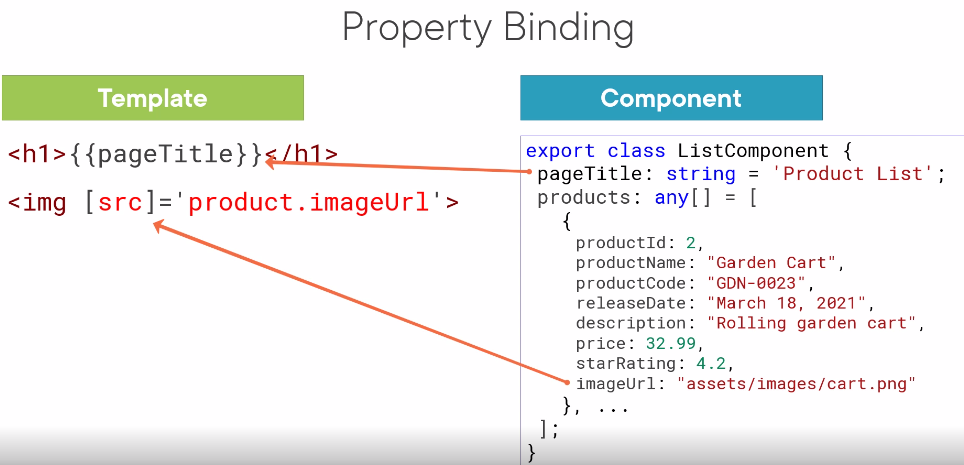 Property Binding
Template
Component
<h1>{{pageTitle}}</h1>
<img [src]='product.imageUrl'>
export class ListComponent {
pageTitle: string = 'Product List';
products: any[] = [
{
productId: 2,
productName: "Garden Cart",
productCode: "GDN-0023",
releaseDate: "March 18, 2021",
description: "Rolling garden cart",
price: 32.99,
starRating: 4.2,
imageUrl: "assets/images/cart.png"
}, ...
];
}